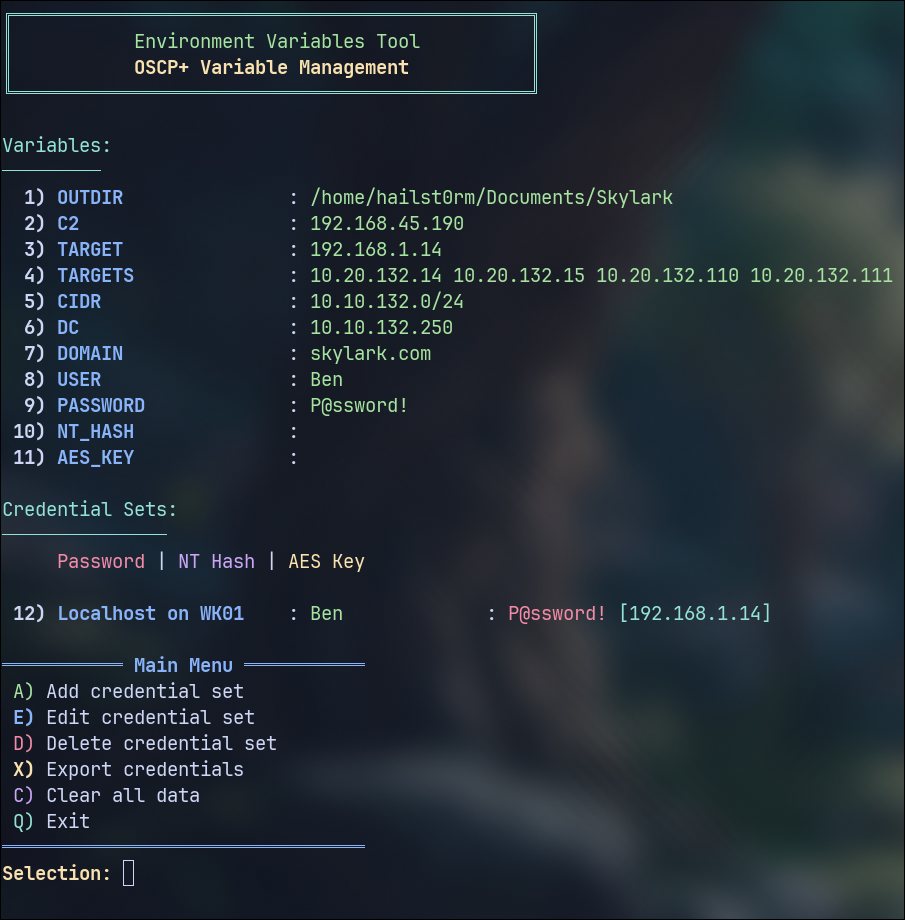 Environment Variables Tool
OSCP+ Variable Management
Variables:
1) OUTDIR : /home/hailst0rm/Documents/Skylark
2) C2 : 192.168.45.190
3) TARGET : 192.168.1.14
4) TARGETS : 10.20.132.14 10.20.132.15 10.20.132.110 10.20.132.111
5) CIDR : 10.10.132.0/24
6) DC : 10.10.132.250
7) DOMAIN : skylark.com
8) USER : Ben
9) PASSWORD : P@ssword!
10) NT_HASH :
11) AES_KEY :
Credential Sets:
Password | NT Hash | AES Key
12) Localhost on WK01 : Ben : P@ssword! [192.168.1.14]
Main Menu
A) Add credential set
E) Edit credential set
D) Delete credential set
X) Export credentials
C) Clear all data
Q) Exit
Selection: